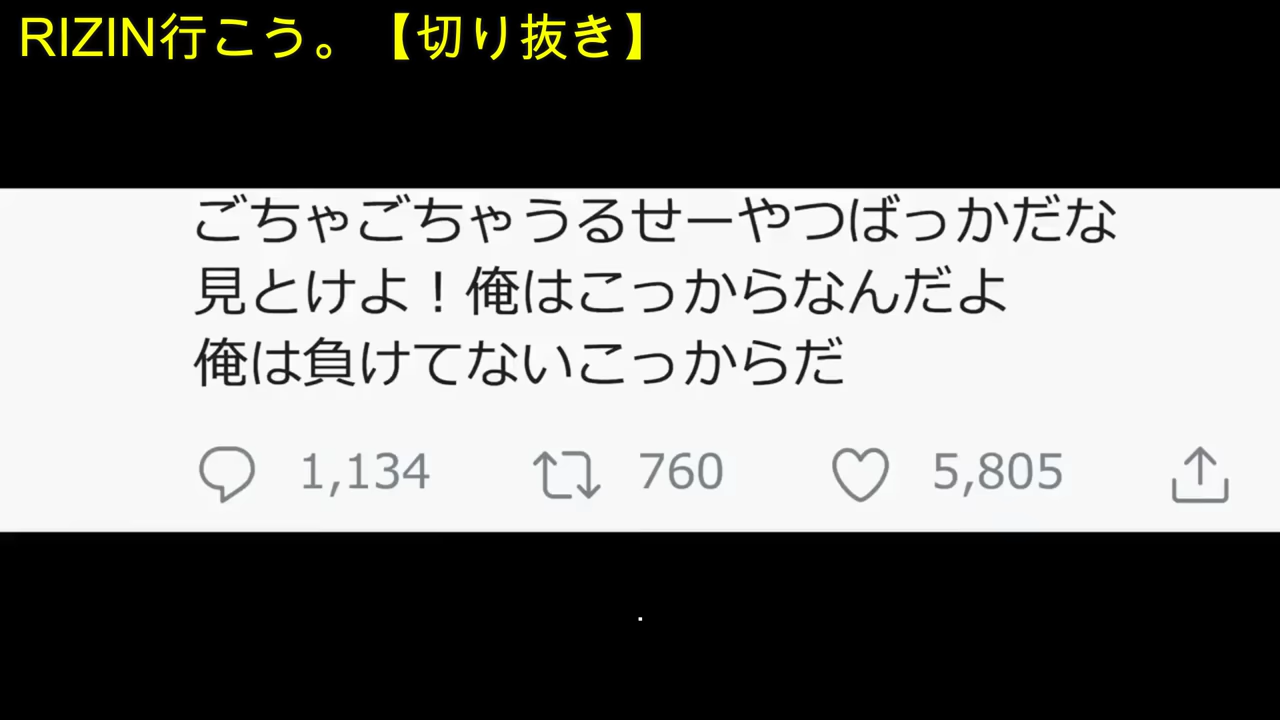 RIZIN行こう。【切り抜き】
ごちゃごちゃうるせーやつばっかだな
見とけよ！俺はこっからなんだよ
俺は負けてないこっからだ
1,134 760 5,805
.